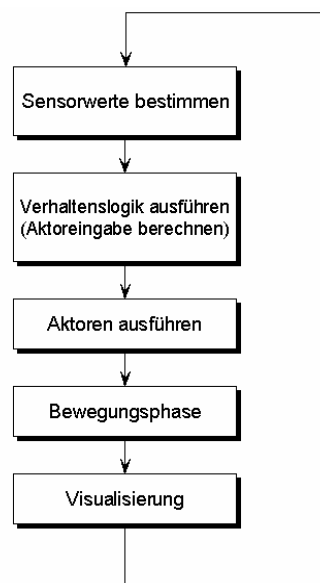 Sensorwerte bestimmen
Verhaltenslogik ausführen
(Aktoreingabe berechnen)
Aktoren ausführen
Bewegungsphase
Visualisierung